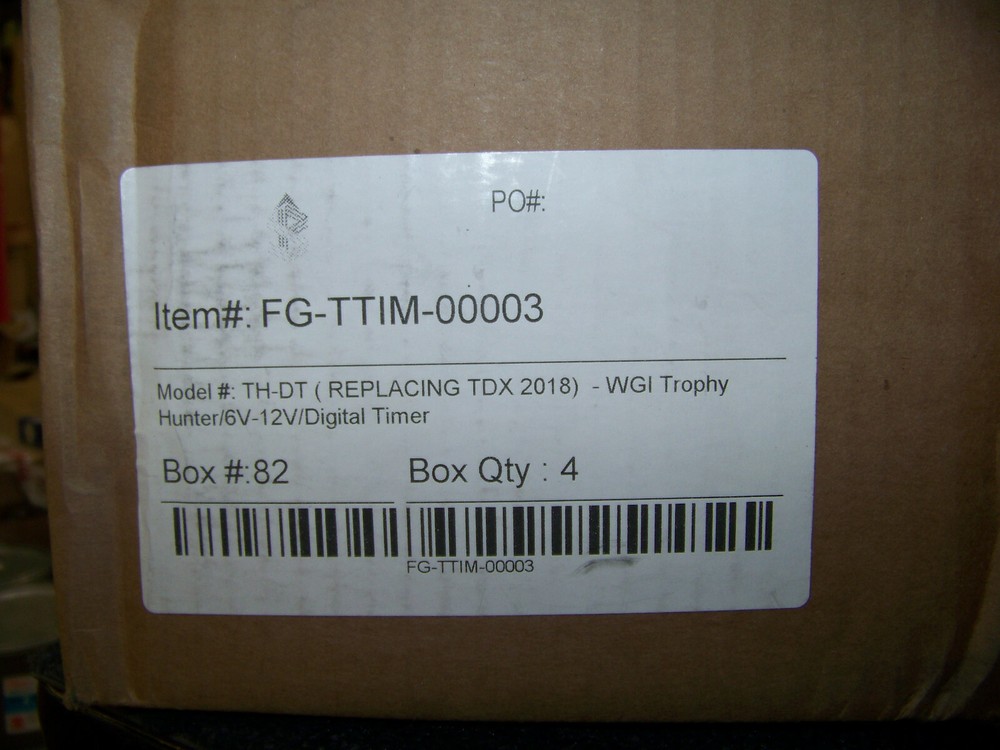 PO#:
Item#: FG-TTIM-00003
Model #: TH-DT ( REPLACING TDX 2018) - WGI Trophy
Hunter/6V-12V/Digital Timer
Box #:82 Box Qty : 4
FG-TTIM-00003